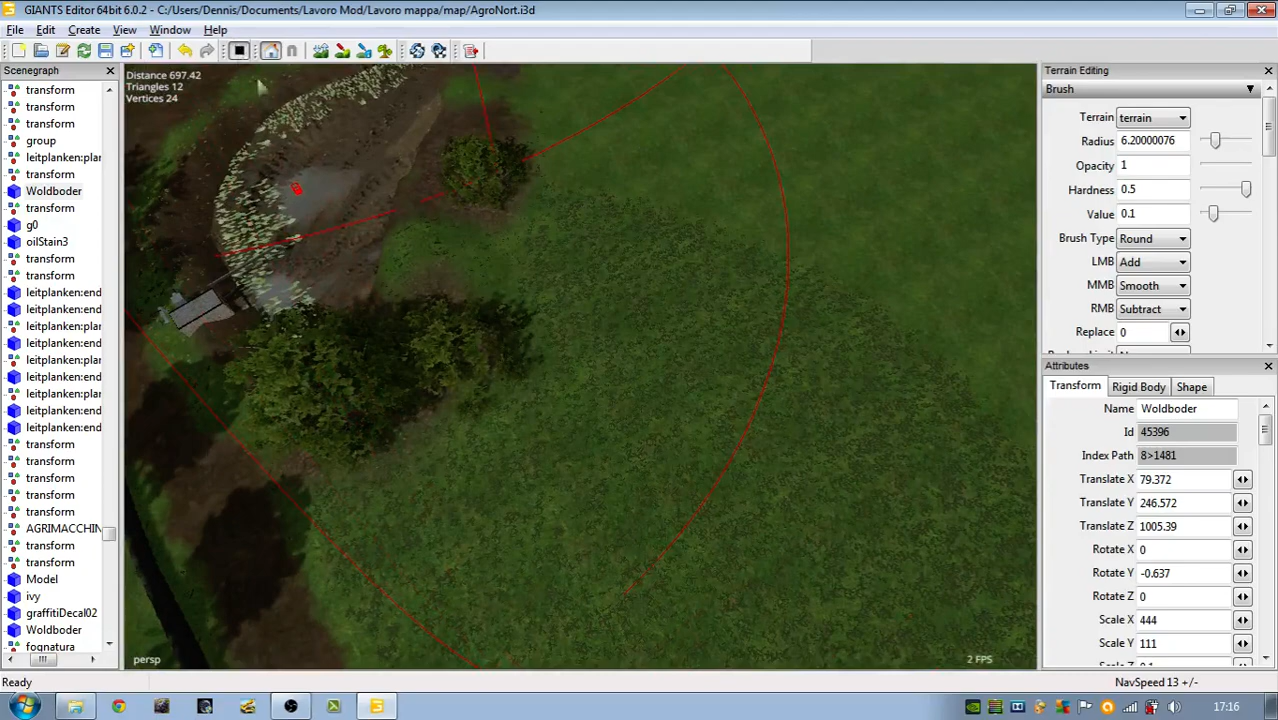 GIANTS Editor 64bit 6.0.2 - C:/Users/Dennis/Documents/Lavoro Mod/Lavoro mappa/map/AgroNort.i3d
File Edit Create View Window Help
Scenegraph
transform
transform
transform
group
leitplanken:pla
transform
Woldboder
transform
g0
oilStain3
transform
transform
leitplanken:end
leitplanken:end
leitplanken:plar
leitplanken:end
leitplanken:plar
leitplanken:end
leitplanken:plar
leitplanken:end
leitplanken:end
transform
transform
transform
transform
transform
AGRIMACCHIN
transform
transform
Model
ivy
graffitiDecal02
Woldboder
fognatura
Distance 697.42
Triangles 12
Vertices 24
persp
2 FPS
Terrain Editing
Brush
Terrain terrain
Radius 6.20000076
Opacity 1
Hardness 0.5
Value 0.1
Brush Type Round
LMB Add
MMB Smooth
RMB Subtract
Replace 0
Attributes
Transform Rigid Body Shape
Name Woldboder
Id 45396
Index Path 8>1481
Translate X 79.372
Translate Y 246.572
Translate Z 1005.39
Rotate X 0
Rotate Y -0.637
Rotate Z 0
Scale X 444
Scale Y 111
Ready
NavSpeed 13 +/-
17:16